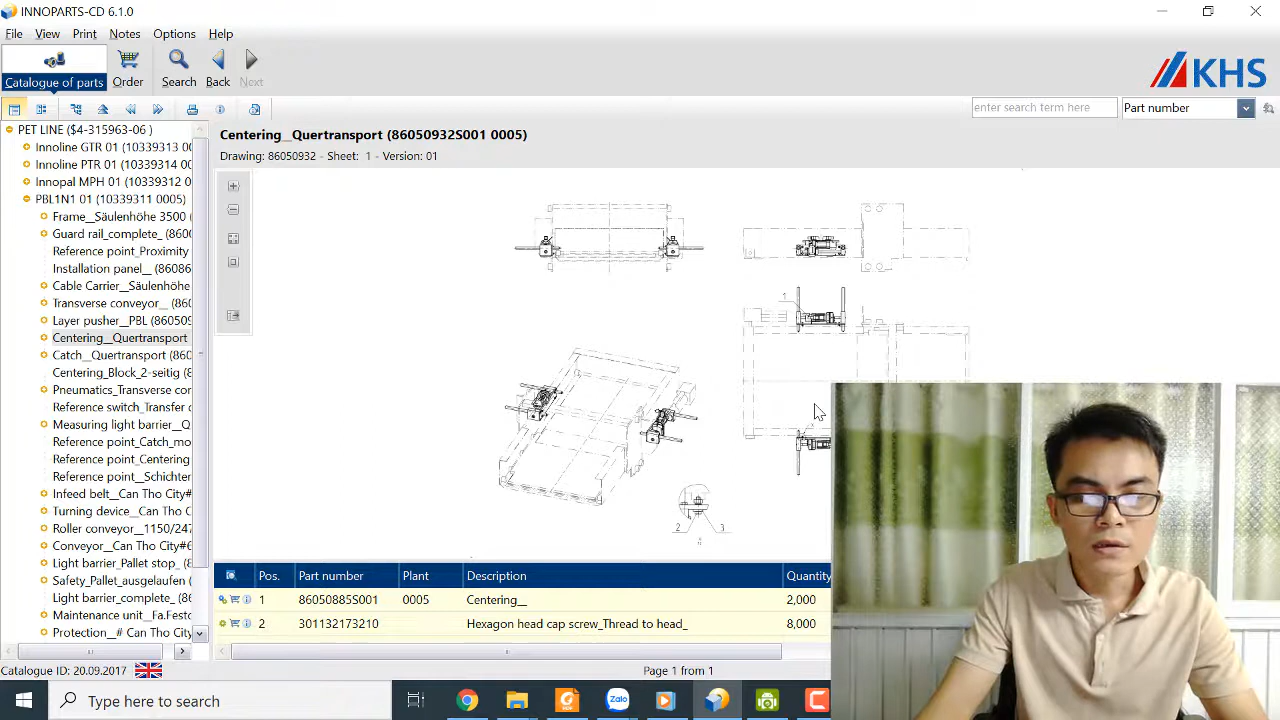 INNOPARTS-CD 6.1.0
File View Print Notes Options Help
Catalogue of parts Order Search Back Next
KHS
enter search term here Part number
PET LINE ($4-315963-06 )
Innoline GTR 01 (10339313 00
Innoline PTR 01 (10339314 00
Innopal MPH 01 (10339312 0
PBL1N1 01 (10339311 0005)
Frame__Säulenhöhe 3500
Guard rail_complete_ (860
Reference point_Proximity
Installation panel__ (86086
Cable Carrier__Säulenhöhe
Transverse conveyor__ (860
Layer pusher__PBL (860509
Centering__Quertransport
Catch__Quertransport (860
Centering_Block_2-seitig (
Pneumatics_Transverse cor
Reference switch_Transfer c
Measuring light barrier__Qu
Reference point_Catch_mo
Reference point_Centering
Reference point__Schichten
Infeed belt__Can Tho City#
Turning device__Can Tho Ci
Roller conveyor__1150/247
Conveyor__Can Tho City#6
Light barrier_Pallet stop_ (
Safety_Pallet_ausgelaufen (
Light barrier_complete_ (86
Maintenance unit__Fa.Festo
Protection__# Can Tho City
Centering__Quertransport (86050932S001 0005)
Drawing: 86050932 - Sheet: 1 - Version: 01
1
2 3
Pos. Part number Plant Description Quantity
1 86050885S001 0005 Centering__ 2,000
2 301132173210 Hexagon head cap screw_Thread to head_ 8,000
Catalogue ID: 20.09.2017
Page 1 from 1
Type here to search
Zalo